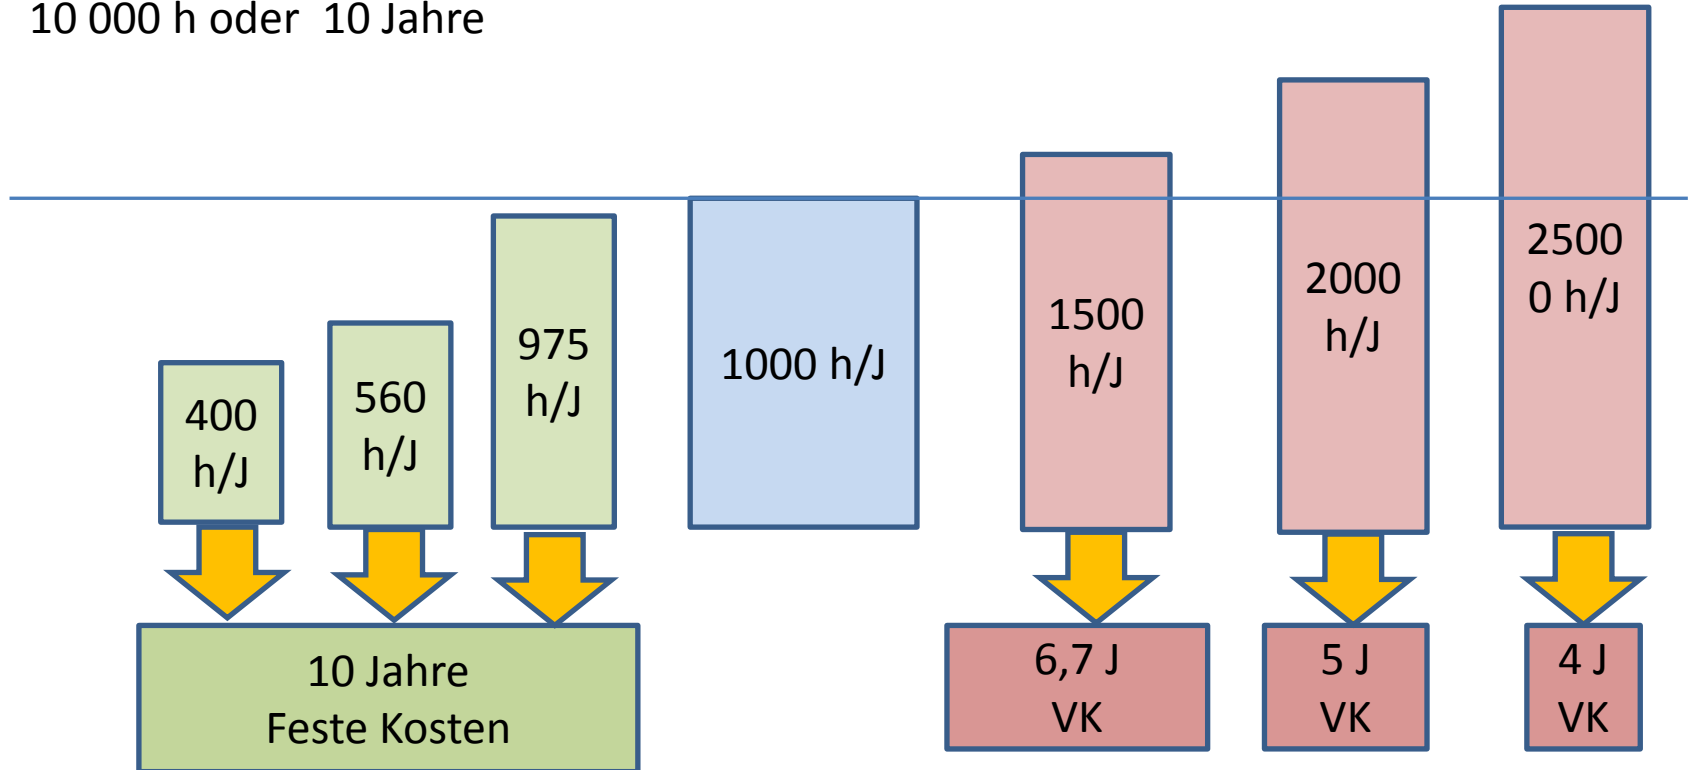 10 000 h oder 10 Jahre
400
h/J
560
h/J
975
h/J
1000 h/J
1500
h/J
2000
h/J
2500
0 h/J
10 Jahre
Feste Kosten
6,7 J
VK
5 J
VK
4 J
VK